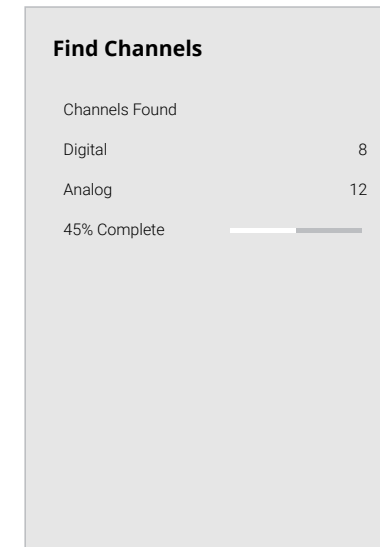 Find Channels
Channels Found
Digital 8
Analog 12
45% Complete